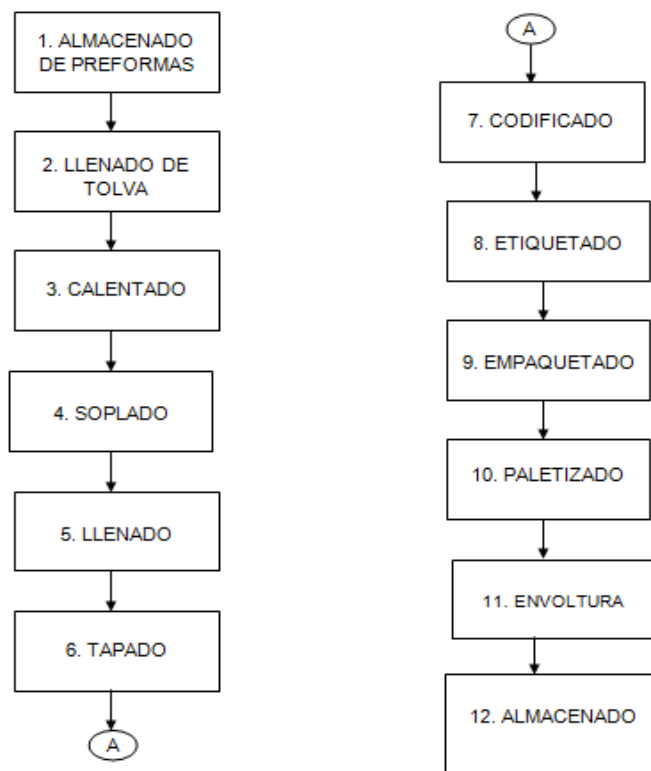 1. ALMACENADO
DE PREFORMAS
2. LLENADO DE
TOLVA
3. CALENTADO
4. SOPLADO
5. LLENADO
6. TAPADO
A
A
7. CODIFICADO
8. ETIQUETADO
9. EMPAQUETADO
10. PALETIZADO
11. ENVOLTURA
12. ALMACENADO